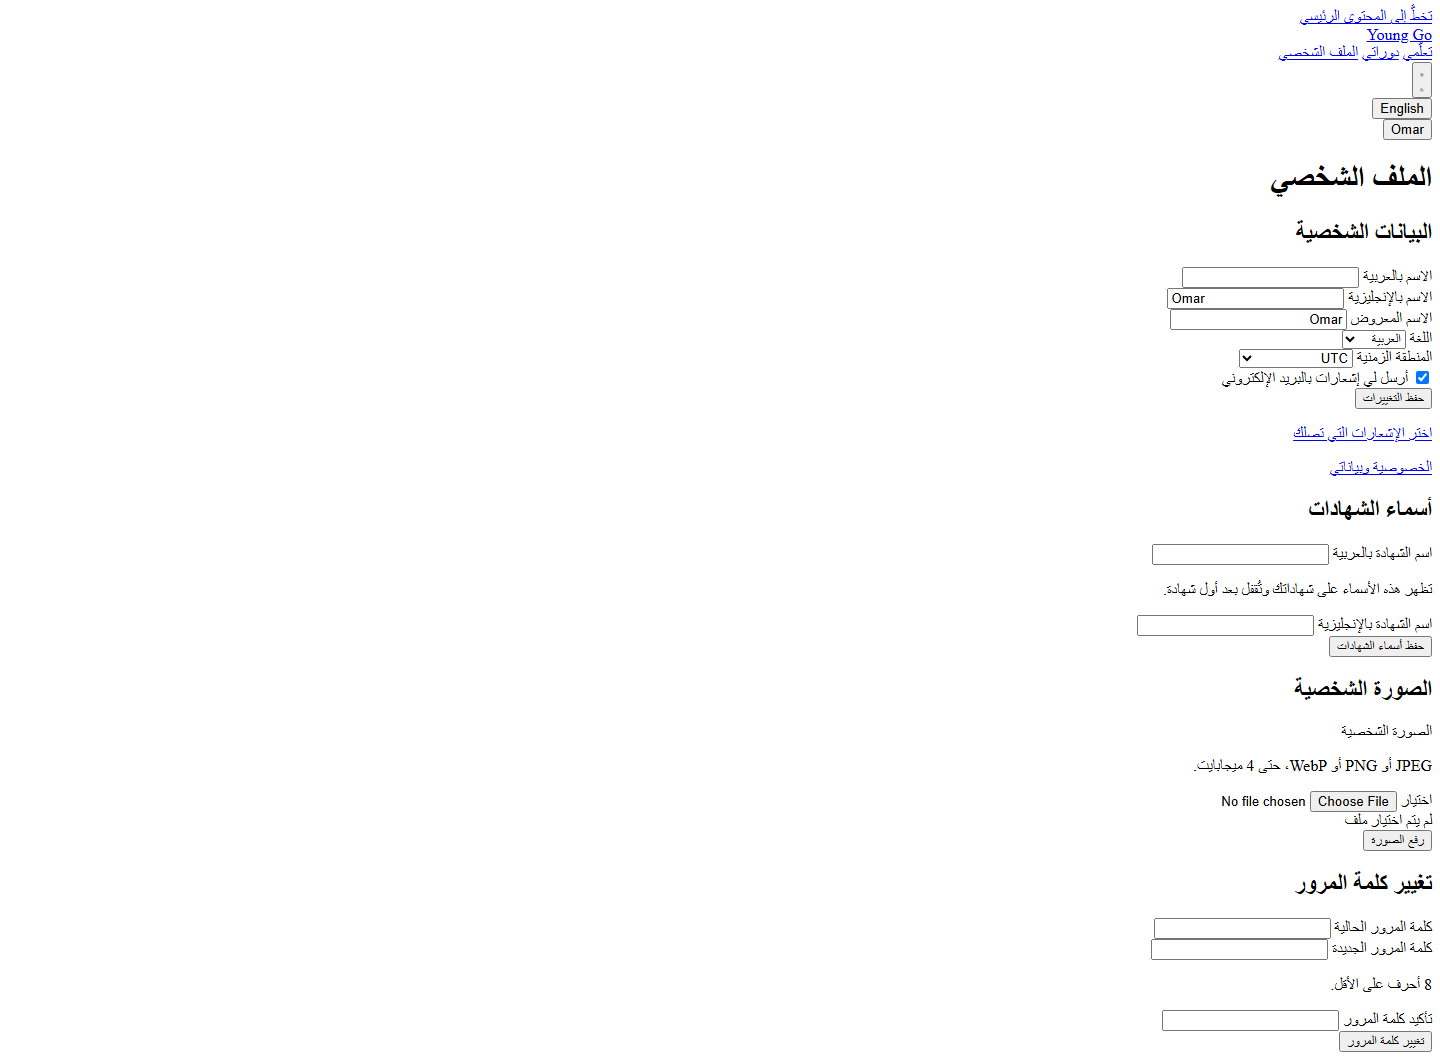 تخطَّ إلى المحتوى الرئيسي
Young Go
تعلّمي دوراتي الملف الشخصي
English
Omar
الملف الشخصي
البيانات الشخصية
الاسم بالعربية
الاسم بالإنجليزية Omar
الاسم المعروض Omar
اللغة العربية
المنطقة الزمنية UTC
أرسل لي إشعارات بالبريد الإلكتروني
حفظ التغييرات
اختر الإشعارات التي تصلك
الخصوصية وبياناتي
أسماء الشهادات
اسم الشهادة بالعربية
تظهر هذه الأسماء على شهاداتك وتُقفل بعد أول شهادة.
اسم الشهادة بالإنجليزية
حفظ أسماء الشهادات
الصورة الشخصية
الصورة الشخصية
JPEG أو PNG أو WebP، حتى 4 ميجابايت.
اختيار Choose File No file chosen
لم يتم اختيار ملف
رفع الصورة
تغيير كلمة المرور
كلمة المرور الحالية
كلمة المرور الجديدة
8 أحرف على الأقل.
تأكيد كلمة المرور
تغيير كلمة المرور